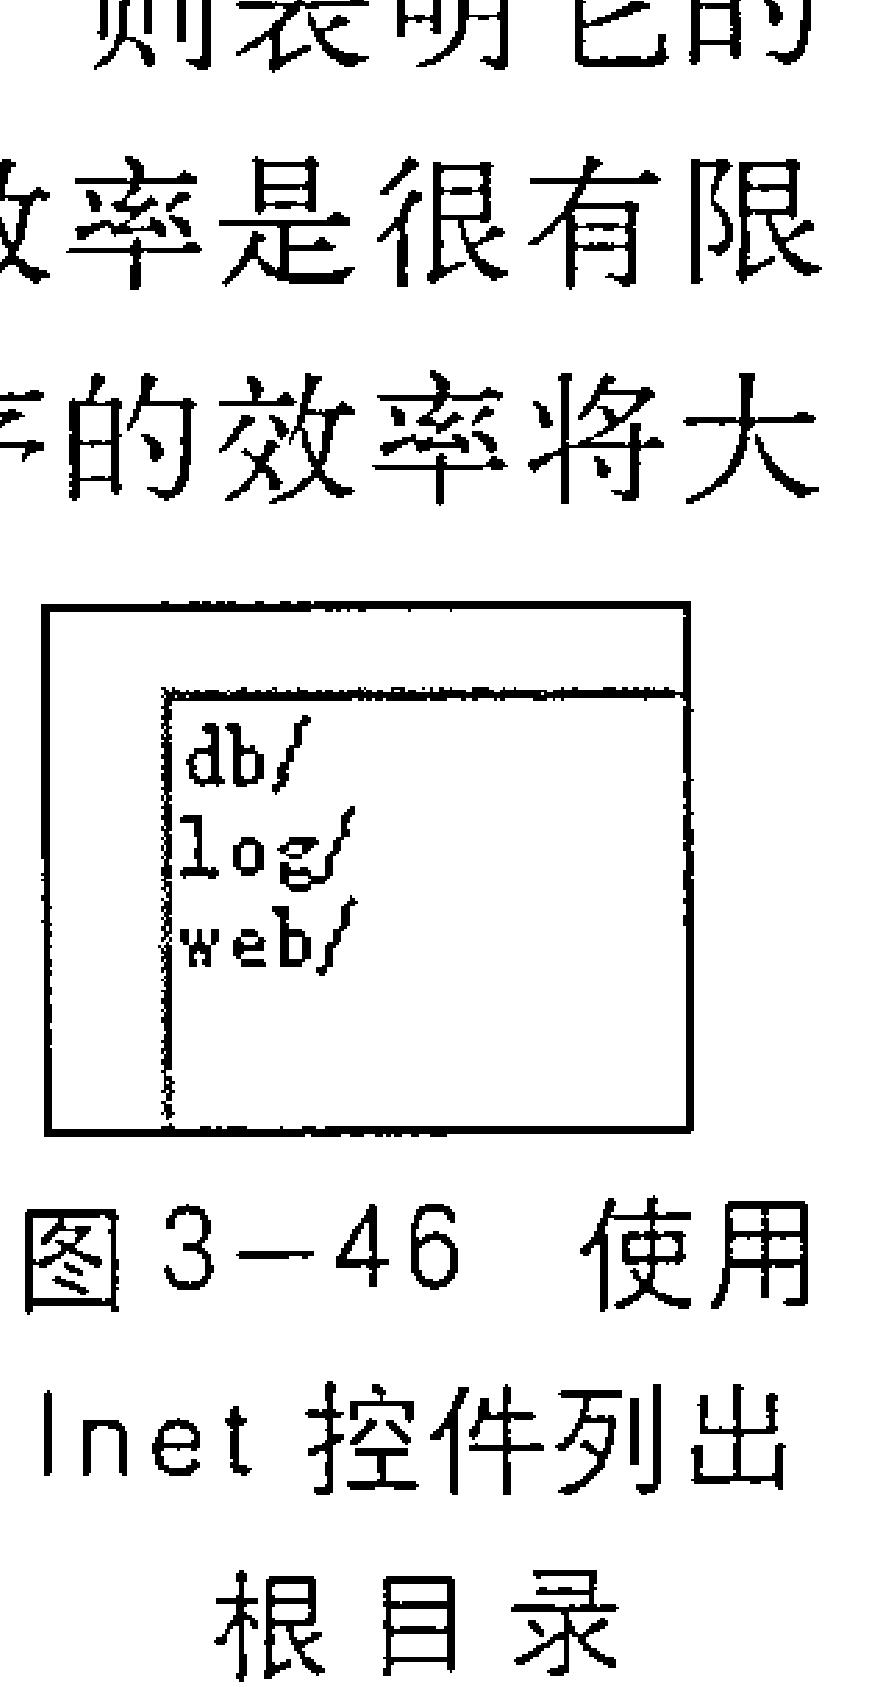 则表明它的
效率是很有限
的效率将大
db/
log/
web/
图 3-46 使用
Inet 控件列出
根目录